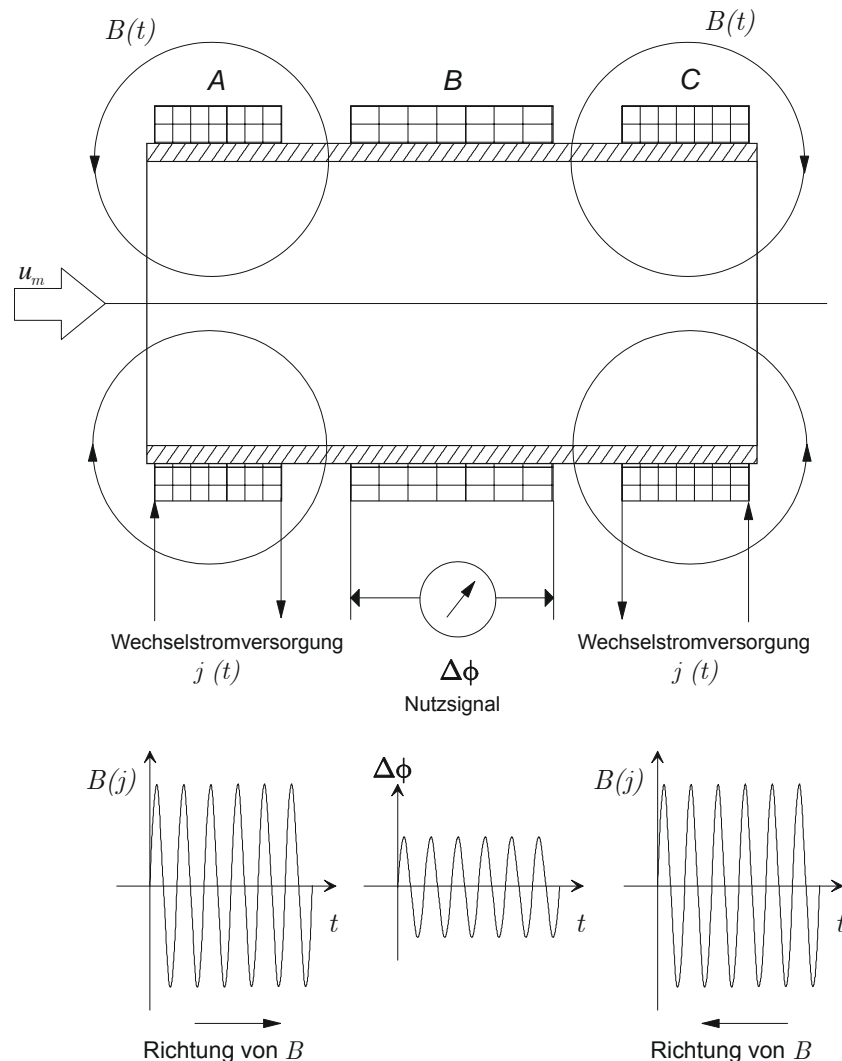 B(t)
B(t)
A
B
C
u_m
Wechselstromversorgung
j (t)
Δϕ
Nutzsignal
Wechselstromversorgung
j (t)
B(j)
t
Richtung von B
Δϕ
t
B(j)
t
Richtung von B